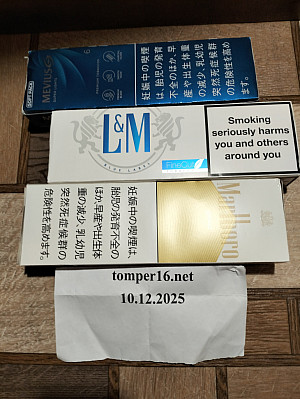 SOFT PACK
MEVIUS
6
妊娠中の喫煙
は、胎児の発育
不全のほか、早
産や出生体重
の減少、乳幼児
突然死症候群
の危険性を高め
ます。
L&M
BLUE LABEL
FineCut
Smoking
seriously harms
you and others
around you
Marlboro
妊娠中の喫煙は、
胎児の発育不全の
ほか、早産や出生体
重の減少、乳幼児
突然死症候群の
危険性を高めます。
tomper16.net
10.12.2025